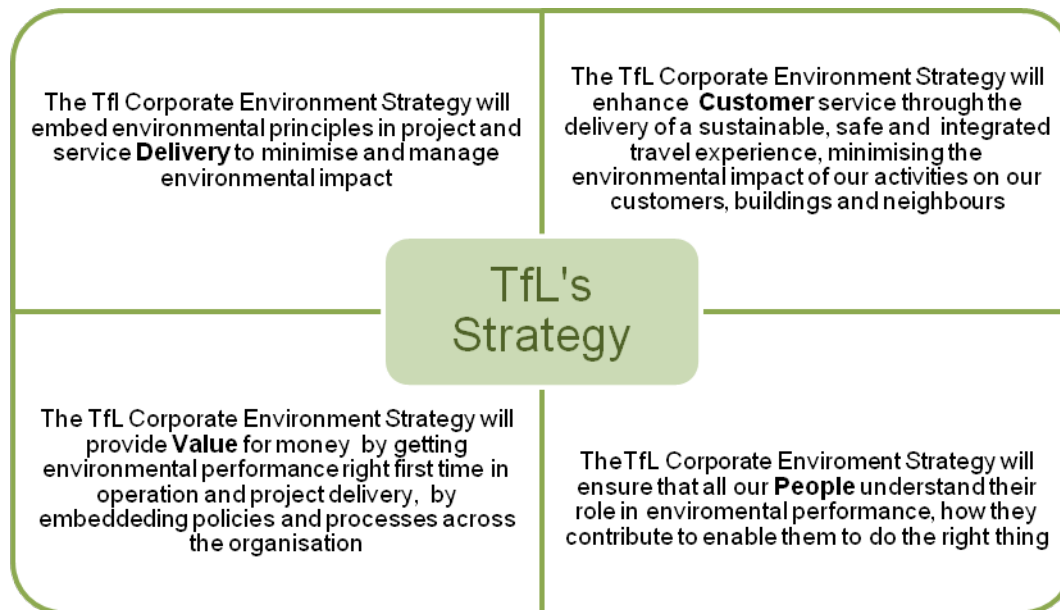 The Tfl Corporate Environment Strategy will
embed environmental principles in project and
service Delivery to minimise and manage
environmental impact
The TfL Corporate Environment Strategy will
enhance Customer service through the
delivery of a sustainable, safe and integrated
travel experience, minimising the
environmental impact of our activities on our
customers, buildings and neighbours
TfL's
Strategy
The TfL Corporate Environment Strategy will
provide Value for money by getting
environmental performance right first time in
operation and project delivery, by
embeddeding policies and processes across
the organisation
The TfL Corporate Enviroment Strategy will
ensure that all our People understand their
role in enviromental performance, how they
contribute to enable them to do the right thing